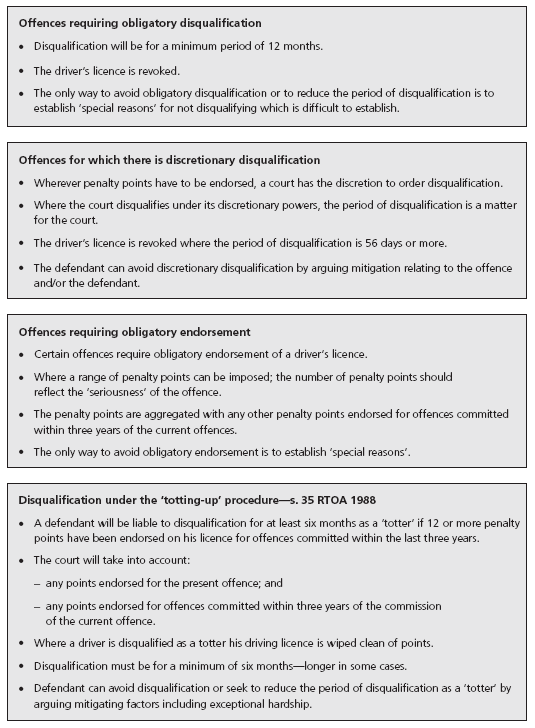 Offences requiring obligatory disqualification
• Disqualification will be for a minimum period of 12 months.
• The driver's licence is revoked.
• The only way to avoid obligatory disqualification or to reduce the period of disqualification is to
establish 'special reasons' for not disqualifying which is difficult to establish.
Offences for which there is discretionary disqualification
• Wherever penalty points have to be endorsed, a court has the discretion to order disqualification.
• Where the court disqualifies under its discretionary powers, the period of disqualification is a matter
for the court.
• The driver's licence is revoked where the period of disqualification is 56 days or more.
• The defendant can avoid discretionary disqualification by arguing mitigation relating to the offence
and/or the defendant.
Offences requiring obligatory endorsement
• Certain offences require obligatory endorsement of a driver's licence.
• Where a range of penalty points can be imposed; the number of penalty points should
reflect the 'seriousness' of the offence.
• The penalty points are aggregated with any other penalty points endorsed for offences committed
within three years of the current offences.
• The only way to avoid obligatory endorsement is to establish 'special reasons'.
Disqualification under the 'totting-up' procedure—s. 35 RTOA 1988
• A defendant will be liable to disqualification for at least six months as a 'totter' if 12 or more penalty
points have been endorsed on his licence for offences committed within the last three years.
• The court will take into account:
– any points endorsed for the present offence; and
– any points endorsed for offences committed within three years of the commission
of the current offence.
• Where a driver is disqualified as a totter his driving licence is wiped clean of points.
• Disqualification must be for a minimum of six months—longer in some cases.
• Defendant can avoid disqualification or seek to reduce the period of disqualification as a 'totter' by
arguing mitigating factors including exceptional hardship.